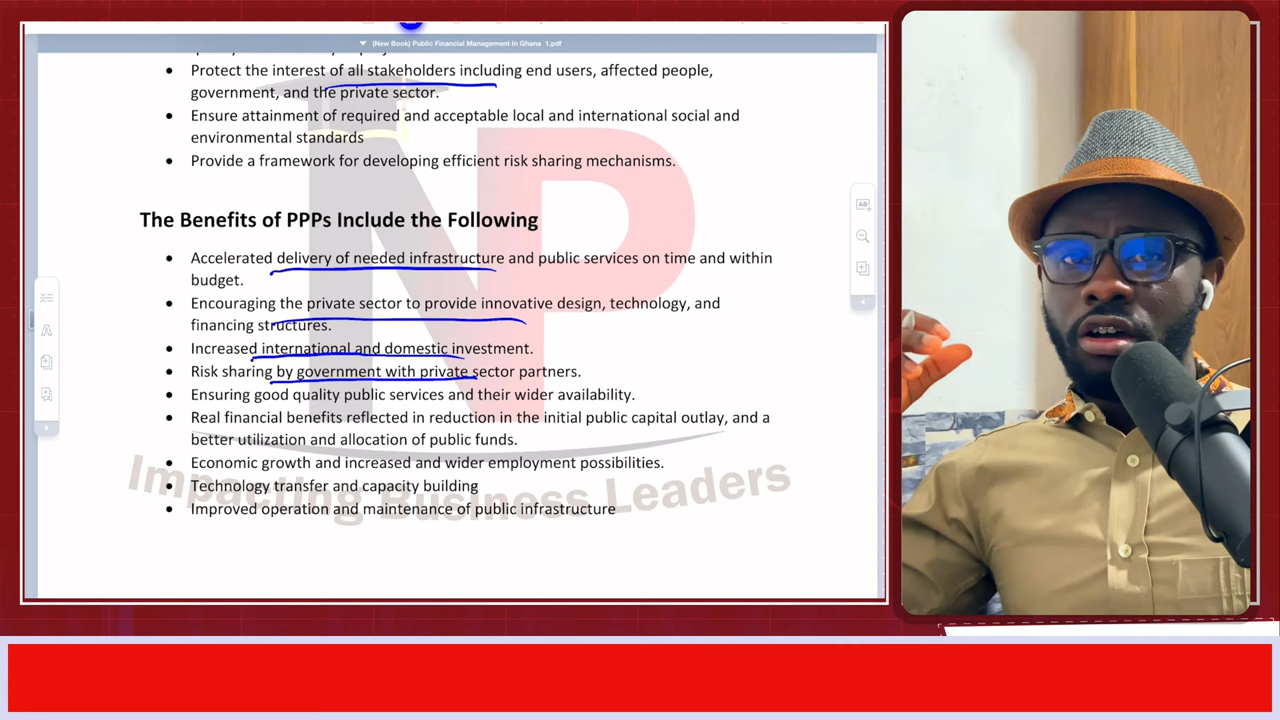 (New Book) Public Financial Management In Ghana 1.pdf
• Protect the interest of all stakeholders including end users, affected people,
government, and the private sector.
• Ensure attainment of required and acceptable local and international social and
environmental standards
• Provide a framework for developing efficient risk sharing mechanisms.
The Benefits of PPPs Include the Following
• Accelerated delivery of needed infrastructure and public services on time and within
budget.
• Encouraging the private sector to provide innovative design, technology, and
financing structures.
• Increased international and domestic investment.
• Risk sharing by government with private sector partners.
• Ensuring good quality public services and their wider availability.
• Real financial benefits reflected in reduction in the initial public capital outlay, and a
better utilization and allocation of public funds.
• Economic growth and increased and wider employment possibilities.
• Technology transfer and capacity building
• Improved operation and maintenance of public infrastructure
NP
Impacting Business Leaders
AB
A